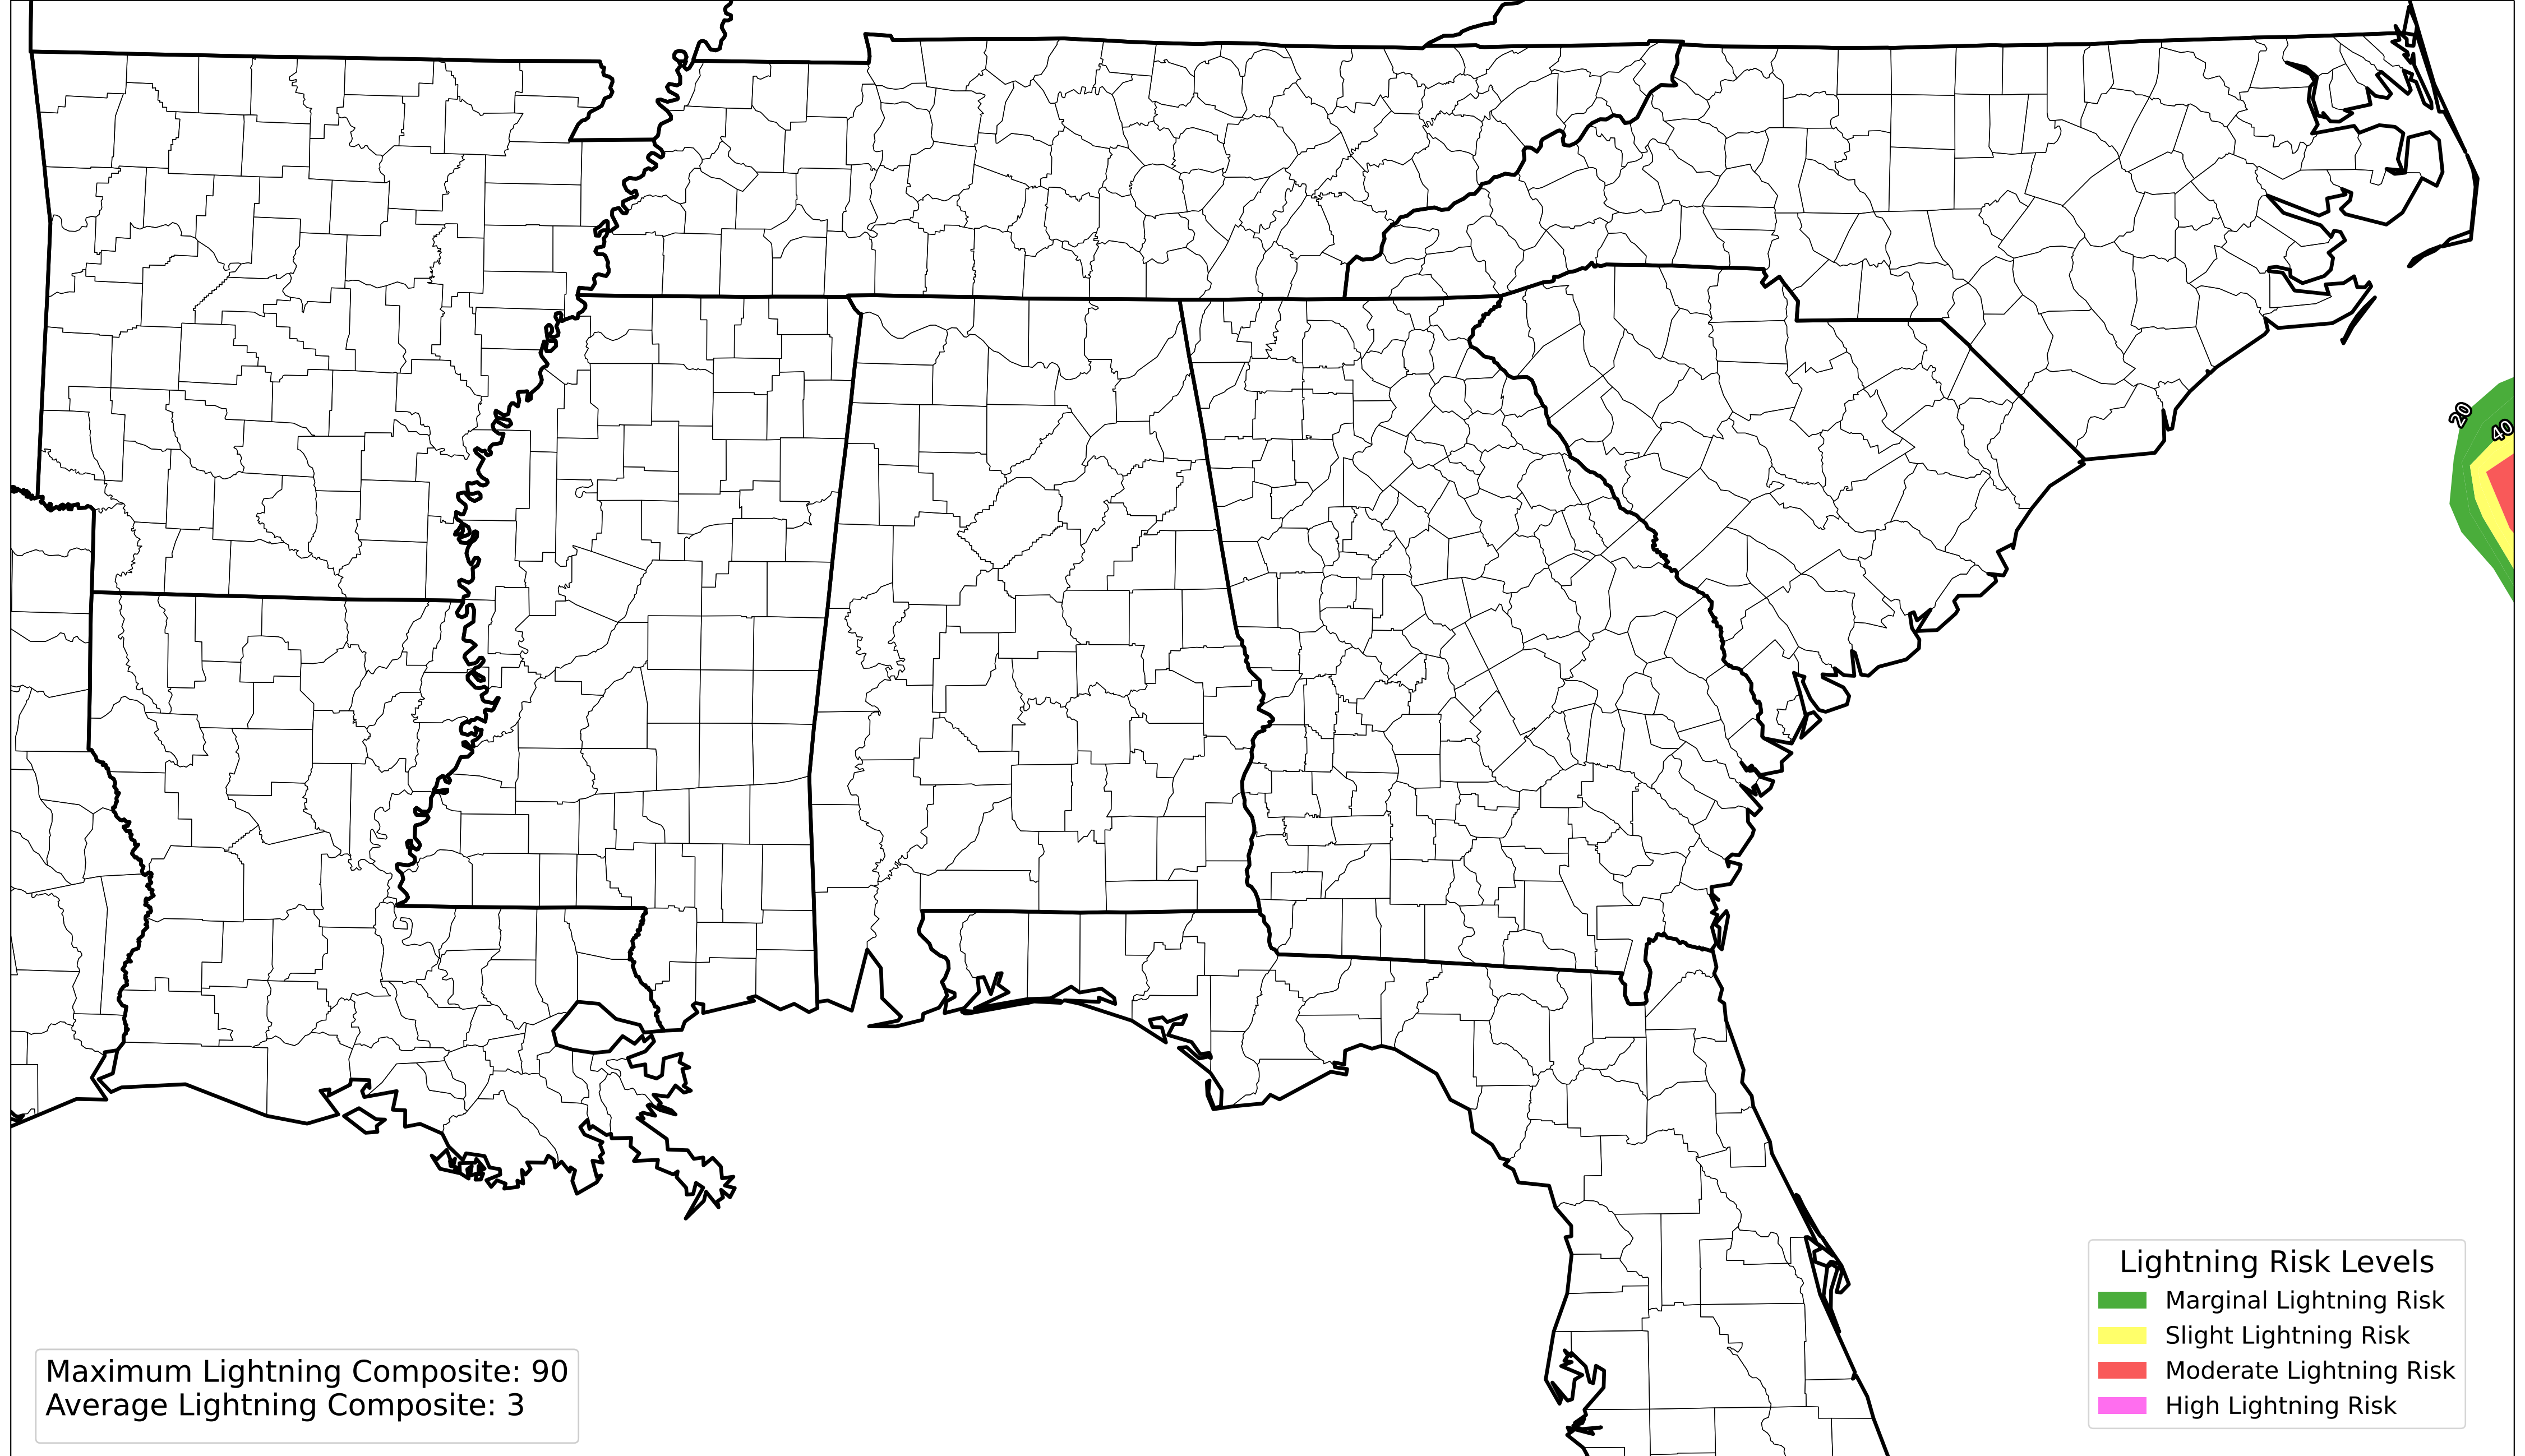 20
40
Lightning Risk Levels
Marginal Lightning Risk
Slight Lightning Risk
Moderate Lightning Risk
High Lightning Risk
Maximum Lightning Composite: 90
Average Lightning Composite: 3